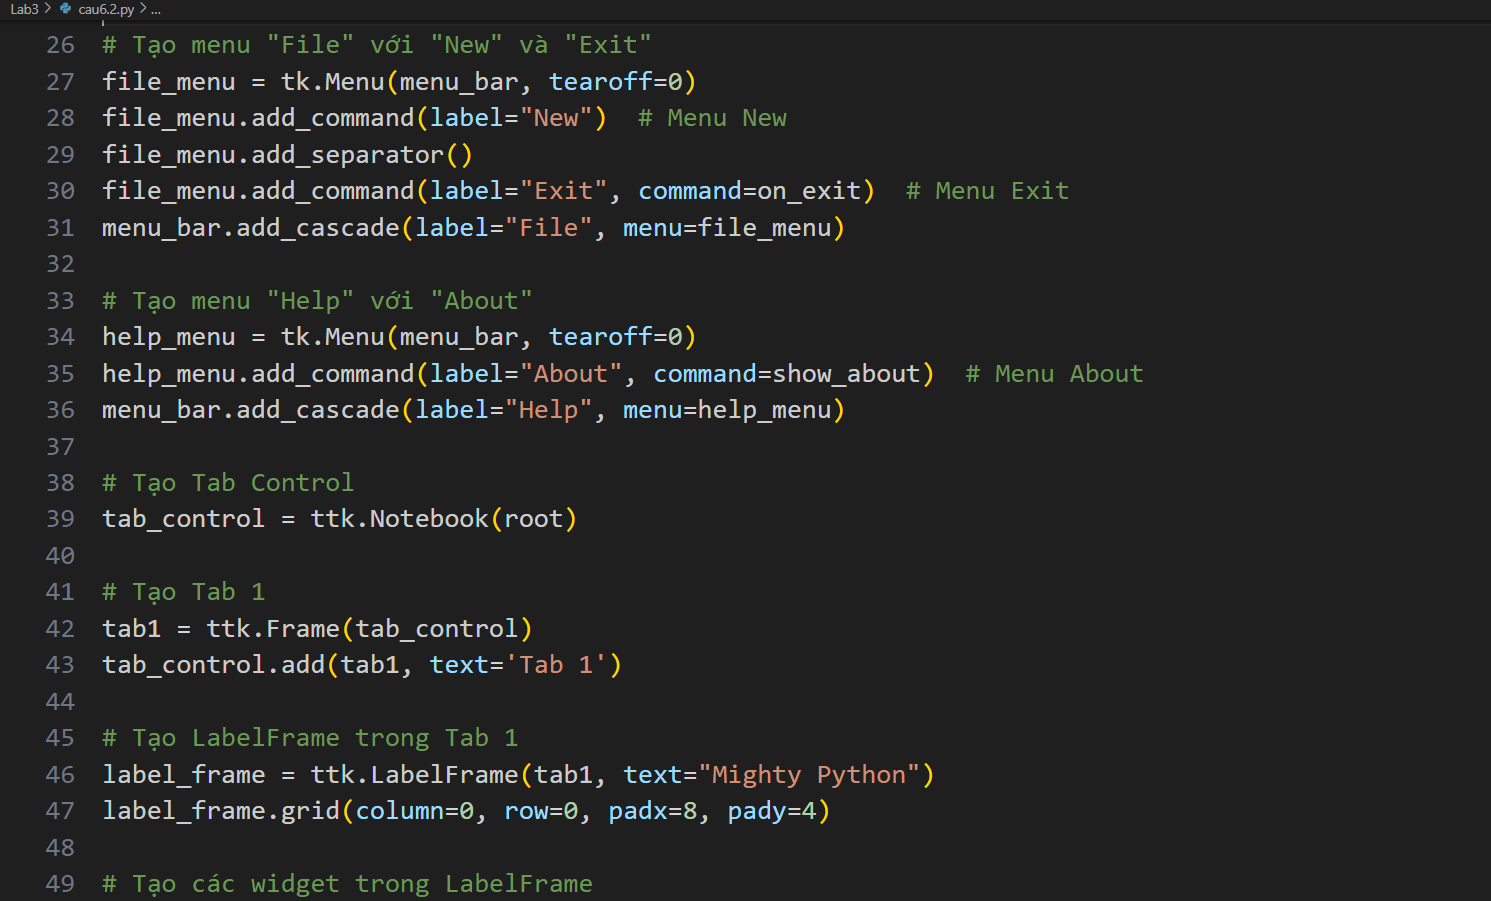 Lab3 > cau6.2.py > ...
26 # Tạo menu "File" với "New" và "Exit"
27 file_menu = tk.Menu(menu_bar, tearoff=0)
28 file_menu.add_command(label="New")  # Menu New
29 file_menu.add_separator()
30 file_menu.add_command(label="Exit", command=on_exit)  # Menu Exit
31 menu_bar.add_cascade(label="File", menu=file_menu)
32
33 # Tạo menu "Help" với "About"
34 help_menu = tk.Menu(menu_bar, tearoff=0)
35 help_menu.add_command(label="About", command=show_about)  # Menu About
36 menu_bar.add_cascade(label="Help", menu=help_menu)
37
38 # Tạo Tab Control
39 tab_control = ttk.Notebook(root)
40
41 # Tạo Tab 1
42 tab1 = ttk.Frame(tab_control)
43 tab_control.add(tab1, text='Tab 1')
44
45 # Tạo LabelFrame trong Tab 1
46 label_frame = ttk.LabelFrame(tab1, text="Mighty Python")
47 label_frame.grid(column=0, row=0, padx=8, pady=4)
48
49 # Tạo các widget trong LabelFrame